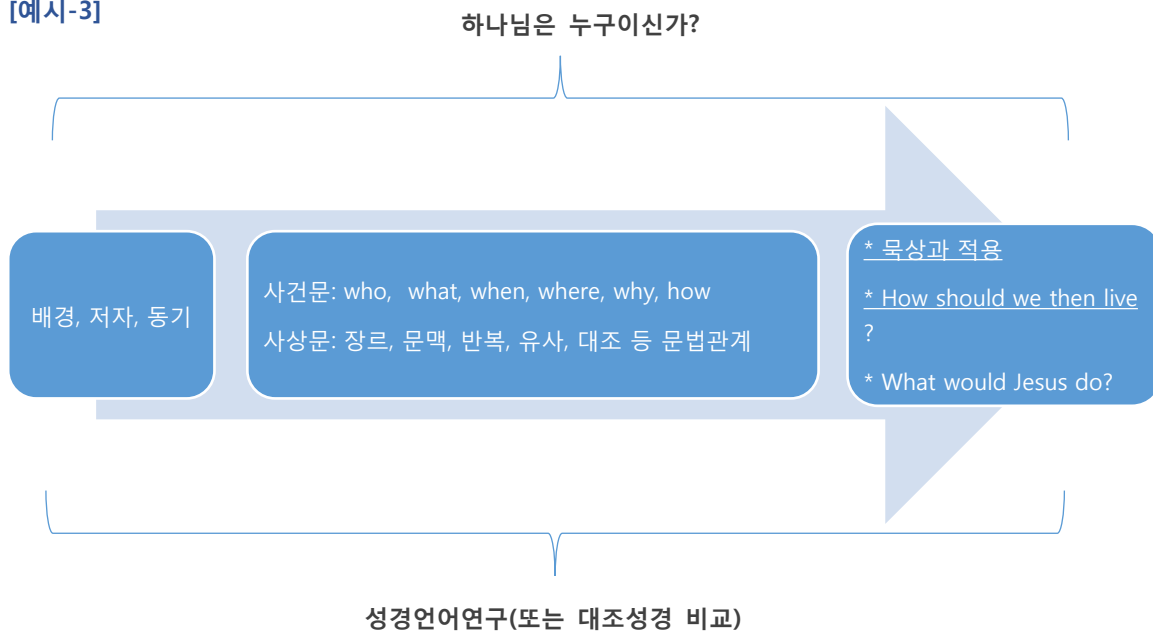 [예시-3]
하나님은 누구이신가?
배경, 저자, 동기
사건문: who, what, when, where, why, how
사상문: 장르, 문맥, 반복, 유사, 대조 등 문법관계
* 묵상과 적용
* How should we then live
?
* What would Jesus do?
성경언어연구(또는 대조성경 비교)